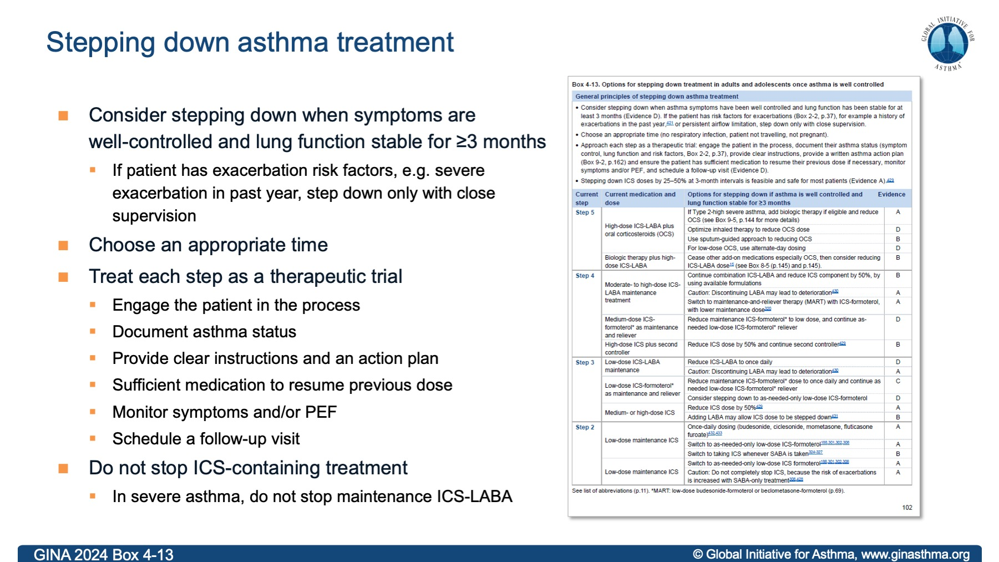 Stepping down asthma treatment
GLOBAL INITIATIVE FOR
ASTHMA
■ Consider stepping down when symptoms are
well-controlled and lung function stable for ≥3 months
▪ If patient has exacerbation risk factors, e.g. severe
exacerbation in past year, step down only with close
supervision
■ Choose an appropriate time
■ Treat each step as a therapeutic trial
▪ Engage the patient in the process
▪ Document asthma status
▪ Provide clear instructions and an action plan
▪ Sufficient medication to resume previous dose
▪ Monitor symptoms and/or PEF
▪ Schedule a follow-up visit
■ Do not stop ICS-containing treatment
▪ In severe asthma, do not stop maintenance ICS-LABA
Box 4-13. Options for stepping down treatment in adults and adolescents once asthma is well controlled
General principles of stepping down asthma treatment
• Consider stepping down when asthma symptoms have been well controlled and lung function has been stable for at
least 3 months (Evidence D). If the patient has risk factors for exacerbations (Box 2-2, p.37), for example a history of
exacerbations in the past year,421 or persistent airflow limitation, step down only with close supervision.
• Choose an appropriate time (no respiratory infection, patient not travelling, not pregnant).
• Approach each step as a therapeutic trial: engage the patient in the process, document their asthma status (symptom
control, lung function and risk factors, Box 2-2, p.37), provide clear instructions, provide a written asthma action plan
(Box 9-2, p.162) and ensure the patient has sufficient medication to resume their previous dose if necessary, monitor
symptoms and/or PEF, and schedule a follow-up visit (Evidence D).
• Stepping down ICS doses by 25–50% at 3-month intervals is feasible and safe for most patients (Evidence A).429
Current Current medication and Options for stepping down if asthma is well controlled and Evidence
step dose lung function stable for ≥3 months
Step 5
High-dose ICS-LABA plus
oral corticosteroids (OCS)
If Type 2-high severe asthma, add biologic therapy if eligible and reduce A
OCS (see Box 9-5, p.144 for more details)
Optimize inhaled therapy to reduce OCS dose D
Use sputum-guided approach to reducing OCS B
For low-dose OCS, use alternate-day dosing D
Biologic therapy plus high-
dose ICS-LABA
Cease other add-on medications especially OCS, then consider reducing B
ICS-LABA dose (see Box 8-5 (p.145) and p.145).
Step 4
Moderate- to high-dose ICS-
LABA maintenance
treatment
Continue combination ICS-LABA and reduce ICS component by 50%, by B
using available formulations
Caution: Discontinuing LABA may lead to deterioration430 A
Switch to maintenance-and-reliever therapy (MART) with ICS-formoterol, A
with lower maintenance dose320
Medium-dose ICS-
formoterol* as maintenance
and reliever
Reduce maintenance ICS-formoterol* to low dose, and continue as- D
needed low-dose ICS-formoterol* reliever
High-dose ICS plus second
controller
Reduce ICS dose by 50% and continue second controller429 B
Step 3
Low-dose ICS-LABA
maintenance
Reduce ICS-LABA to once daily D
Caution: Discontinuing LABA may lead to deterioration430 A
Low-dose ICS-formoterol*
as maintenance and reliever
Reduce maintenance ICS-formoterol* dose to once daily and continue as C
needed low-dose ICS-formoterol* reliever
Consider stepping down to as-needed-only low-dose ICS-formoterol D
Medium- or high-dose ICS
Reduce ICS dose by 50%429 A
Adding LABA may allow ICS dose to be stepped down431 B
Step 2
Low-dose maintenance ICS
Once-daily dosing (budesonide, ciclesonide, mometasone, fluticasone A
furoate)432,433
Switch to as-needed-only low-dose ICS-formoterol A
Switch to taking ICS whenever SABA is taken324-327 B
Low-dose maintenance ICS
Switch to as-needed-only low-dose ICS formoterol A
Caution: Do not completely stop ICS, because the risk of exacerbations A
is increased with SABA-only treatment
See list of abbreviations (p.11). *MART: low-dose budesonide-formoterol or beclometasone-formoterol (p.69).
102
GINA 2024 Box 4-13
© Global Initiative for Asthma, www.ginasthma.org